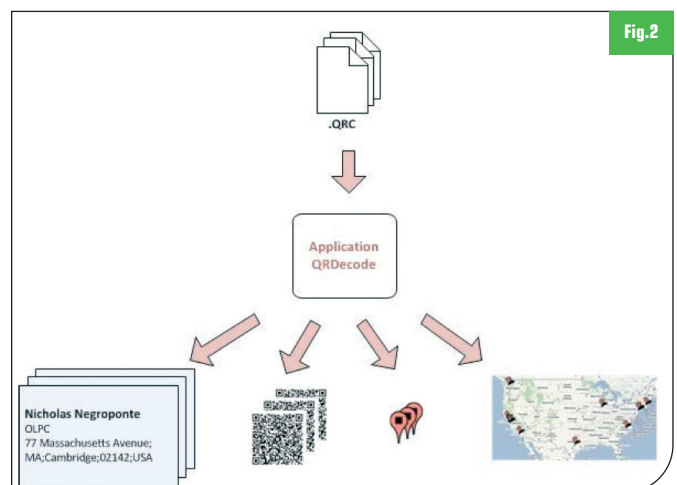 Fig.2
.QRC
Application
QRDecode
Nicholas Negroponte
OLPC
77 Massachusetts Avenue;
MA;Cambridge;02142;USA